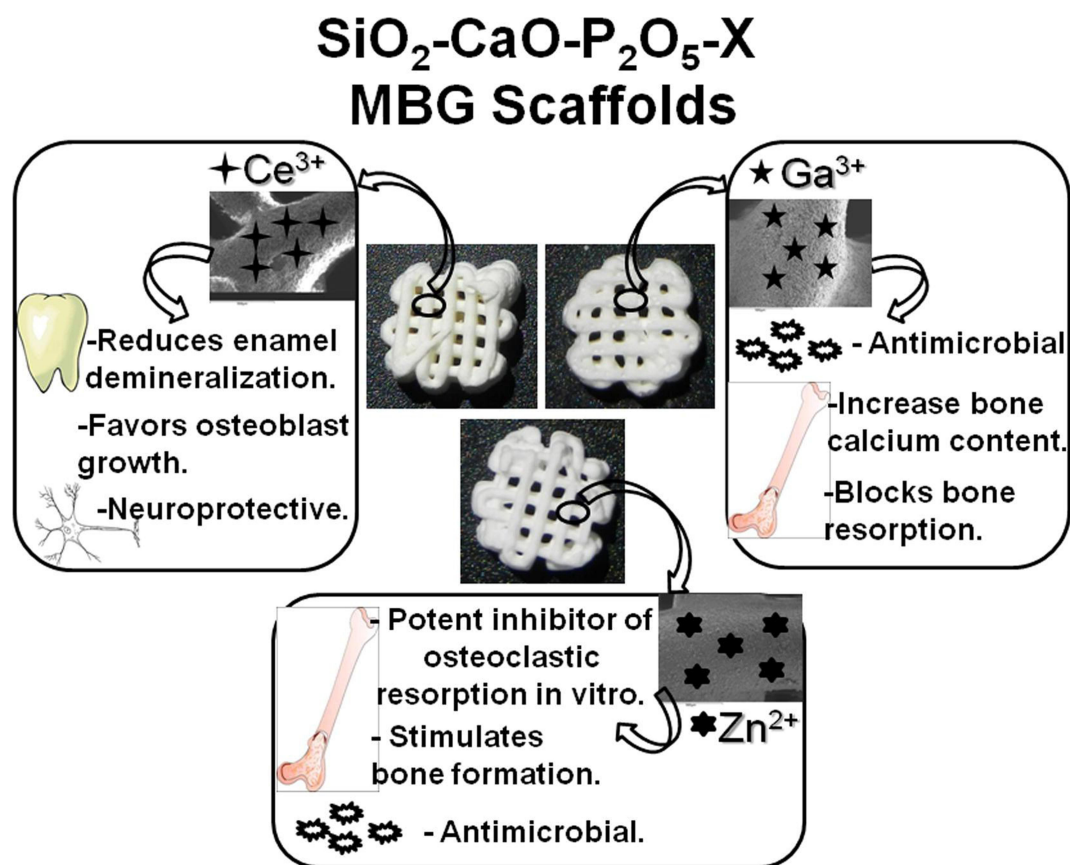 SiO₂-CaO-P₂O₅-X
MBG Scaffolds
Ce³⁺
-Reduces enamel
demineralization.
-Favors osteoblast
growth.
-Neuroprotective.
Ga³⁺
- Antimicrobial
-Increase bone
calcium content.
-Blocks bone
resorption.
- Potent inhibitor of
osteoclastic
resorption in vitro.
- Stimulates
bone formation.
- Antimicrobial.
Zn²⁺